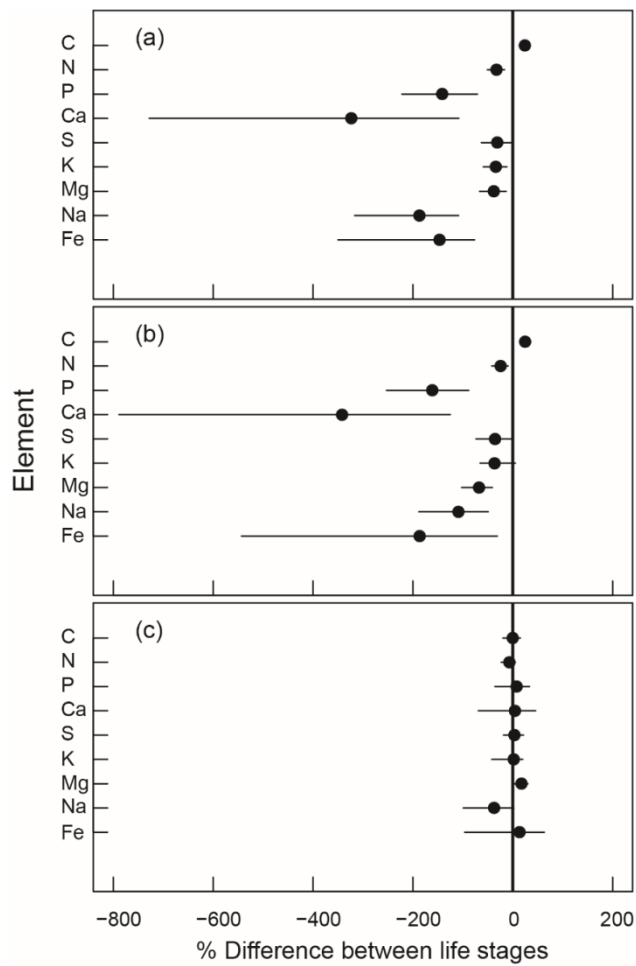 (a)
C
N
P
Ca
S
K
Mg
Na
Fe
(b)
C
N
P
Ca
S
K
Mg
Na
Fe
(c)
C
N
P
Ca
S
K
Mg
Na
Fe
Element
−800 −600 −400 −200 0 200
% Difference between life stages